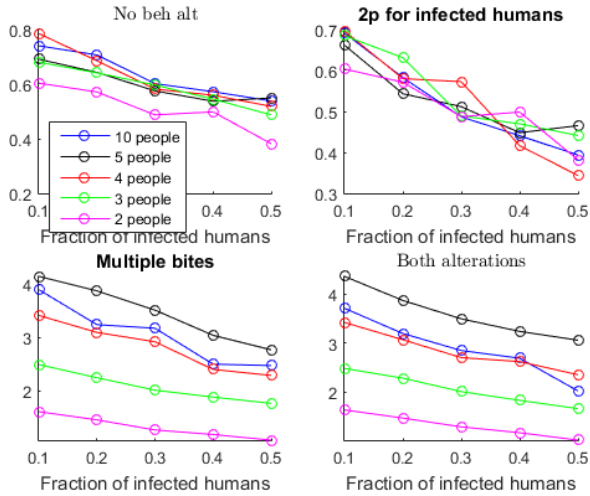 No beh alt
0.8
0.6
0.4
0.2
0.1 0.2 0.3 0.4 0.5
Fraction of infected humans
10 people
5 people
4 people
3 people
2 people
2p for infected humans
0.7
0.6
0.5
0.4
0.3
0.1 0.2 0.3 0.4 0.5
Fraction of infected humans
Multiple bites
4
3
2
0.1 0.2 0.3 0.4 0.5
Fraction of infected humans
Both alterations
4
3
2
0.1 0.2 0.3 0.4 0.5
Fraction of infected humans